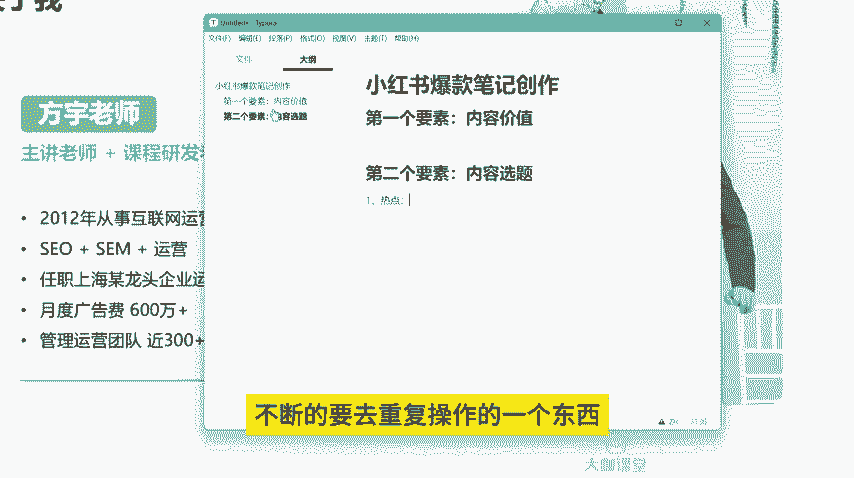 了我
方宇老师
主讲老师 + 课程研发
• 2012年从事互联网运营
• SEO + SEM + 运营
• 任职上海某龙头企业运
• 月度广告费 600万+
• 管理运营团队 近300+
文件(F) 编辑(E) 段落(P) 格式(O) 视图(V) 主题(T) 帮助(H)
文件 大纲
小红书爆款笔记创作
第一个要素：内容价值
第二个要素：内容选题
小红书爆款笔记创作
第一个要素：内容价值
第二个要素：内容选题
1、热点：
不断的要去重复操作的一个东西
大咖课堂